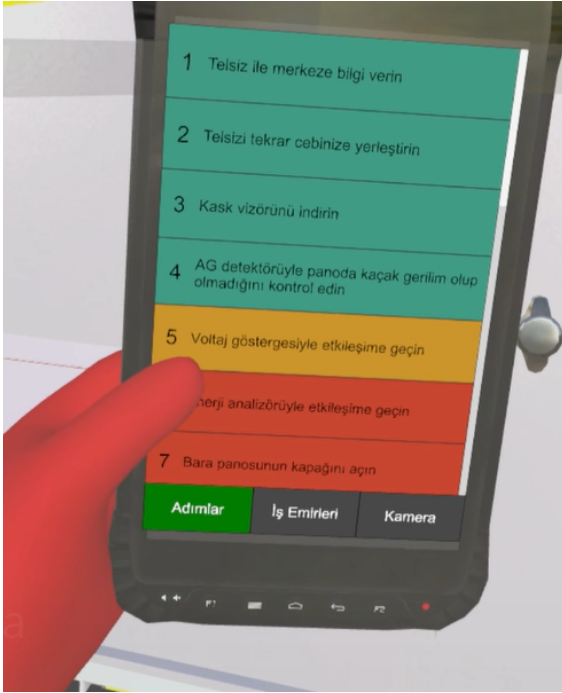 1 Telsiz ile merkeze bilgi verin
2 Telsizi tekrar cebinize yerleştirin
3 Kask vizörünü indirin
4 AG detektörüyle panoda kaçak gerilim olup
olmadığını kontrol edin
5 Voltaj göstergesiyle etkileşime geçin
nerji analizörüyle etkileşime geçin
7 Bara panosunun kapağını açın
Adımlar İş Emirleri Kamera
F1 F2
a